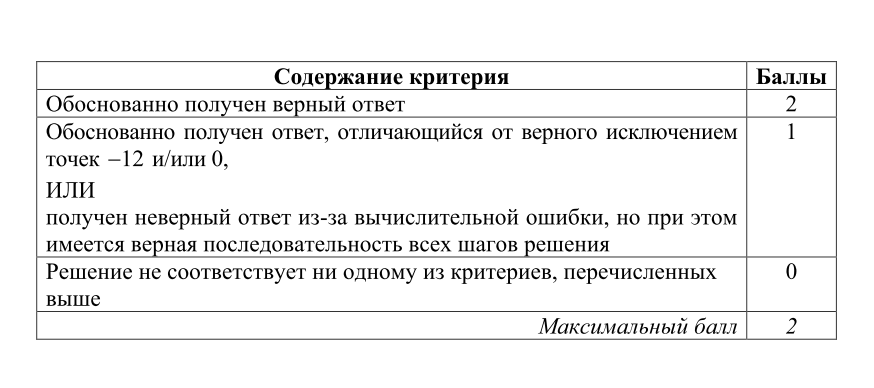 Содержание критерия Баллы
Обоснованно получен верный ответ 2
Обоснованно получен ответ, отличающийся от верного исключением 1
точек −12 и/или 0,
ИЛИ
получен неверный ответ из-за вычислительной ошибки, но при этом
имеется верная последовательность всех шагов решения
Решение не соответствует ни одному из критериев, перечисленных 0
выше
Максимальный балл 2